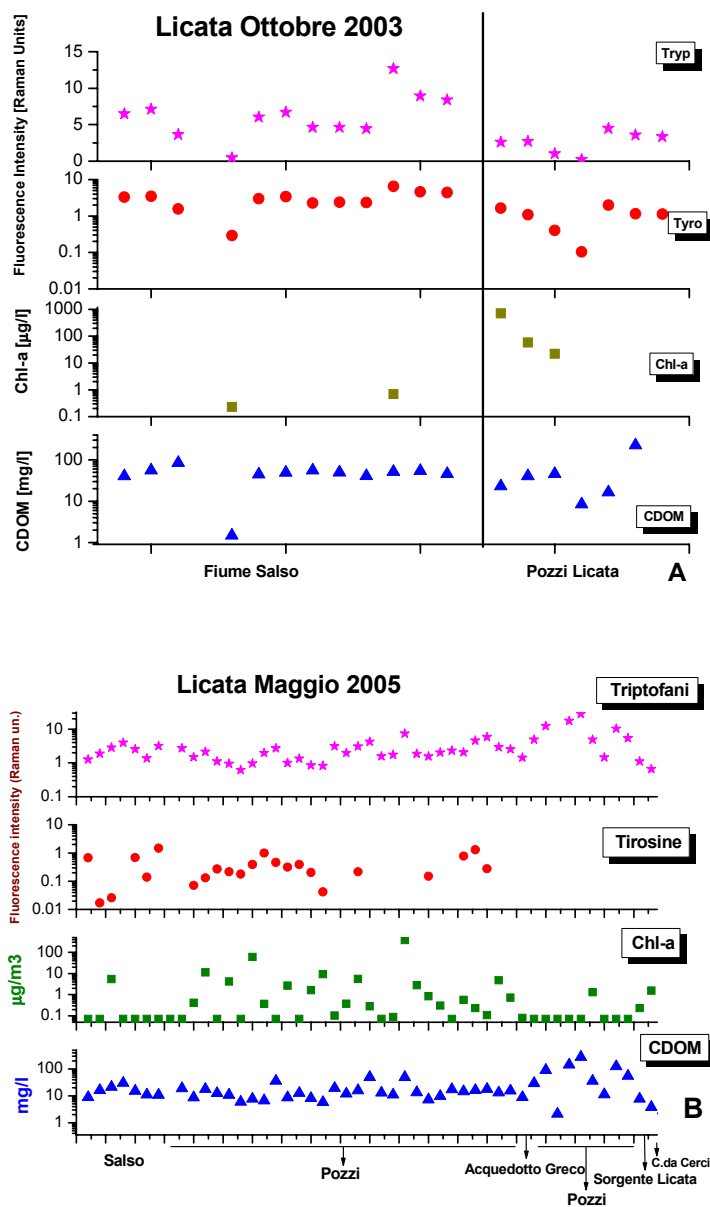 Licata Ottobre 2003
Fluorescence Intensity [Raman Units]
15
10
5
0
Tryp
10
1
0.1
0.01
Tyro
Chl-a [µg/l]
1000
100
10
1
0.1
Chl-a
CDOM [mg/l]
100
10
1
CDOM
Fiume Salso
Pozzi Licata
A
Licata Maggio 2005
Fluorescence intensity (Raman un.)
10
1
0.1
Triptofani
10
1
0.1
0.01
Tirosine
µg/m3
100
10
1
0.1
Chl-a
mg/l
100
10
1
CDOM
B
Salso
Pozzi
Acquedotto Greco
Pozzi
Sorgente Licata
C.da Cerci